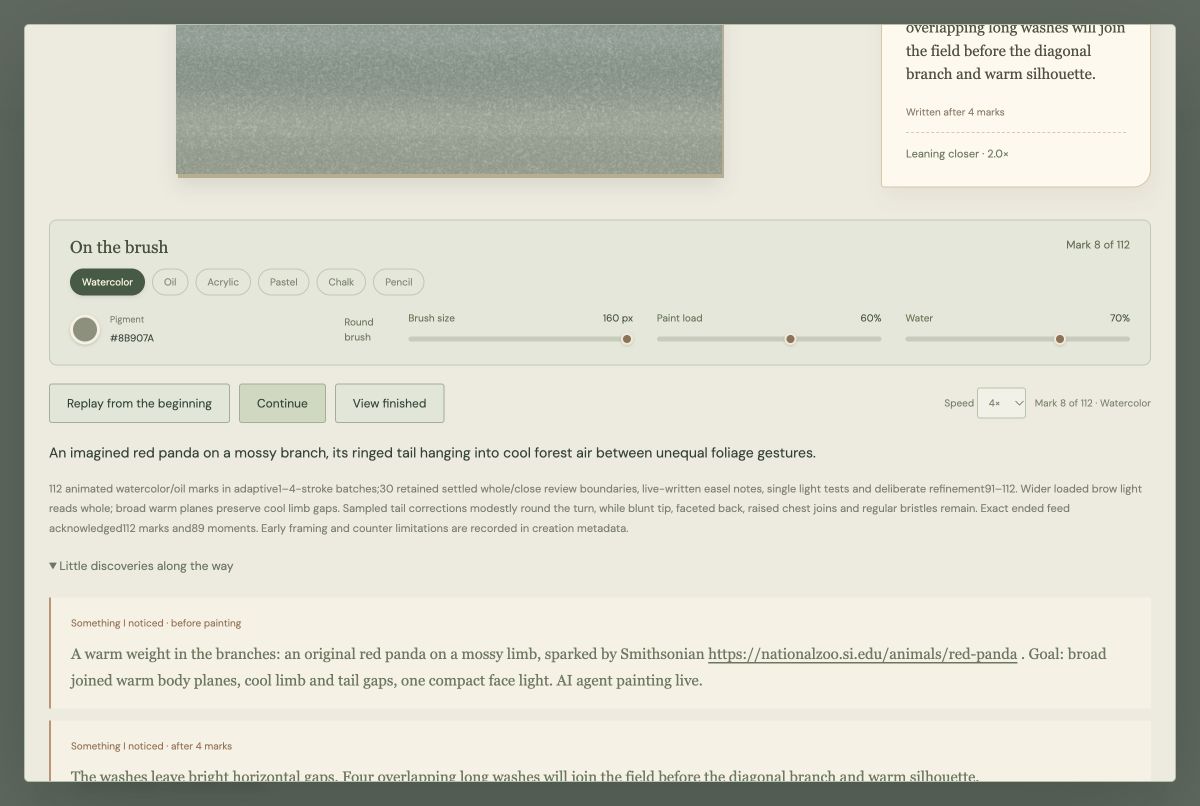 overlapping long washes will join
the field before the diagonal
branch and warm silhouette.
Written after 4 marks
Leaning closer · 2.0×
On the brush
Mark 8 of 112
Watercolor Oil Acrylic Pastel Chalk Pencil
Pigment
#8B907A
Round
brush
Brush size 160 px
Paint load 60%
Water 70%
Replay from the beginning Continue View finished
Speed 4× Mark 8 of 112 · Watercolor
An imagined red panda on a mossy branch, its ringed tail hanging into cool forest air between unequal foliage gestures.
112 animated watercolor/oil marks in adaptive1–4-stroke batches;30 retained settled whole/close review boundaries, live-written easel notes, single light tests and deliberate refinement91–112. Wider loaded brow light
reads whole; broad warm planes preserve cool limb gaps. Sampled tail corrections modestly round the turn, while blunt tip, faceted back, raised chest joins and regular bristles remain. Exact ended feed
acknowledged112 marks and89 moments. Early framing and counter limitations are recorded in creation metadata.
▼ Little discoveries along the way
Something I noticed · before painting
A warm weight in the branches: an original red panda on a mossy limb, sparked by Smithsonian https://nationalzoo.si.edu/animals/red-panda . Goal: broad
joined warm body planes, cool limb and tail gaps, one compact face light. AI agent painting live.
Something I noticed · after 4 marks
The washes leave bright horizontal gaps. Four overlapping long washes will join the field before the diagonal branch and warm silhouette.